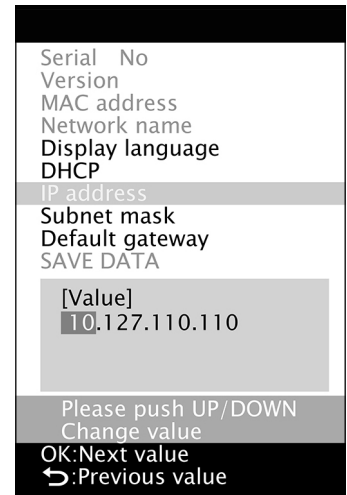 Serial No
Version
MAC address
Network name
Display language
DHCP
IP address
Subnet mask
Default gateway
SAVE DATA
[Value]
10.127.110.110
Please push UP/DOWN
Change value
OK:Next value
⮌:Previous value